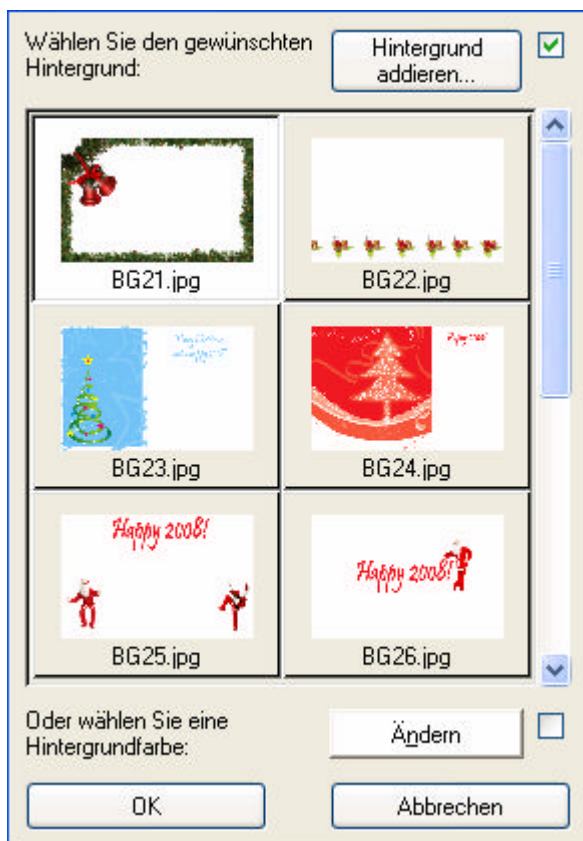 Wählen Sie den gewünschten
Hintergrund:
Hintergrund
addieren...
BG21.jpg
BG22.jpg
BG23.jpg
BG24.jpg
Happy 2008!
BG25.jpg
Happy 2008!
BG26.jpg
Oder wählen Sie eine
Hintergrundfarbe:
Ändern
OK
Abbrechen